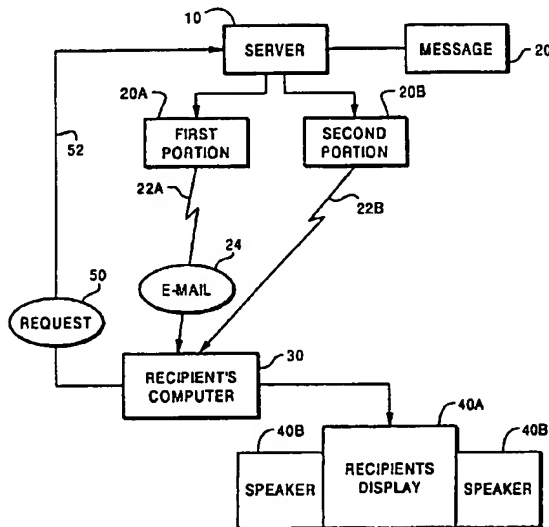 10
SERVER
MESSAGE
20
20A
20B
FIRST
PORTION
SECOND
PORTION
52
22A
22B
24
E-MAIL
50
REQUEST
30
RECIPIENT'S
COMPUTER
40A
40B
40B
SPEAKER
RECIPIENTS
DISPLAY
SPEAKER